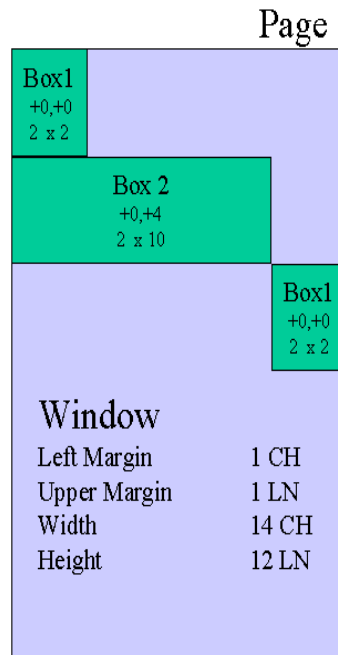 Page
Box1
+0,+0
2 x 2
Box 2
+0,+4
2 x 10
Box1
+0,+0
2 x 2
Window
Left Margin 1 CH
Upper Margin 1 LN
Width 14 CH
Height 12 LN